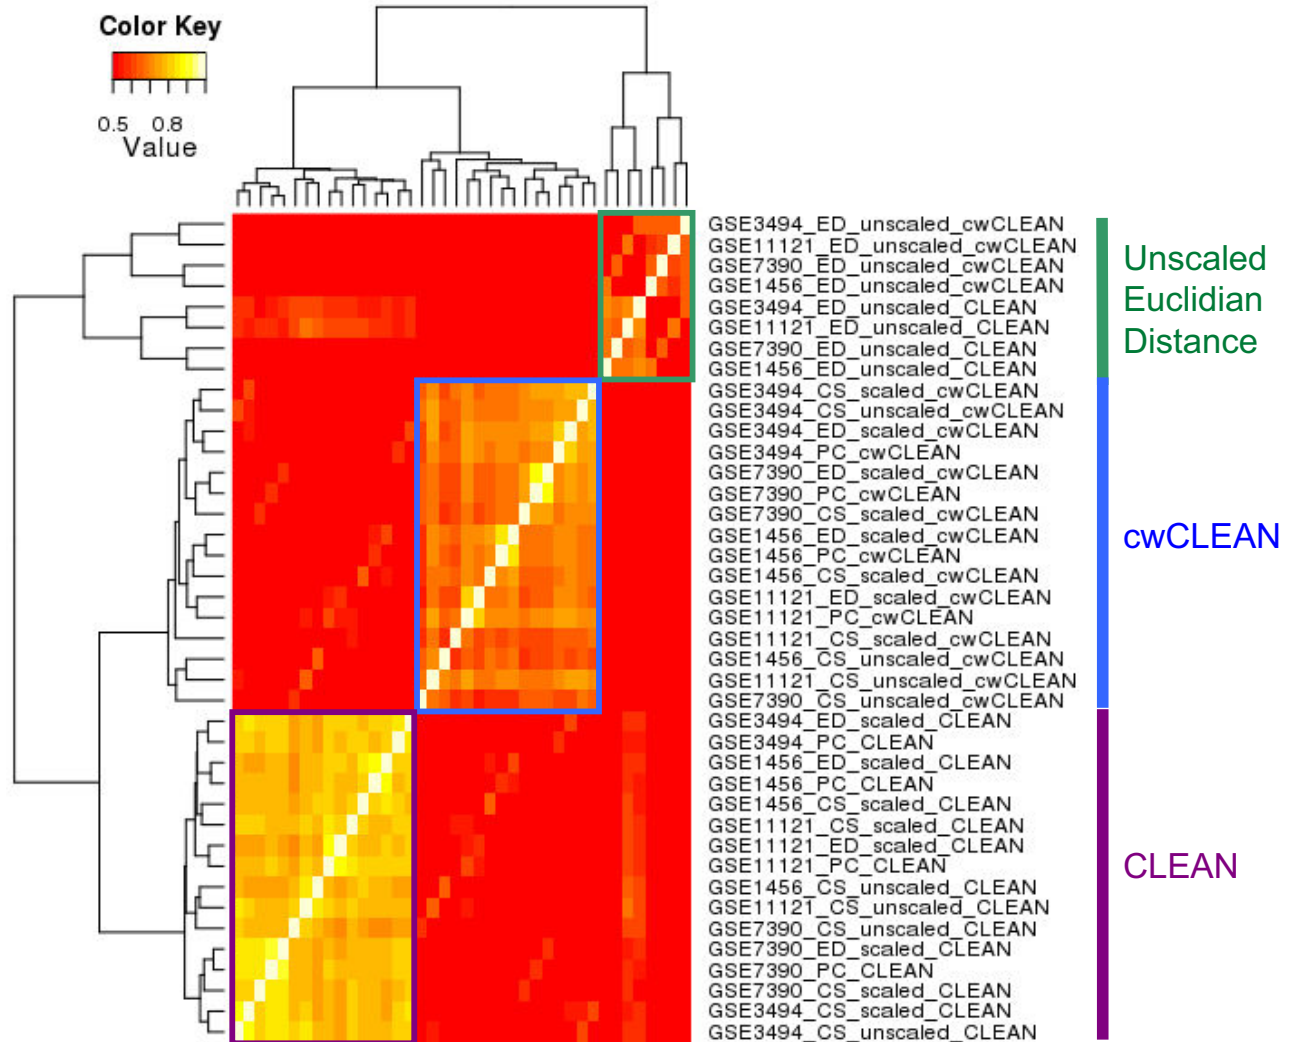 Color Key
0.5 0.8
Value
GSE3494_ED_unscaled_cwCLEAN
GSE11121_ED_unscaled_cwCLEAN
GSE7390_ED_unscaled_cwCLEAN
GSE1456_ED_unscaled_cwCLEAN
GSE3494_ED_unscaled_CLEAN
GSE11121_ED_unscaled_CLEAN
GSE7390_ED_unscaled_CLEAN
GSE1456_ED_unscaled_CLEAN
Unscaled
Euclidian
Distance
GSE3494_CS_scaled_cwCLEAN
GSE3494_CS_unscaled_cwCLEAN
GSE3494_ED_scaled_cwCLEAN
GSE3494_PC_cwCLEAN
GSE7390_ED_scaled_cwCLEAN
GSE7390_PC_cwCLEAN
GSE7390_CS_scaled_cwCLEAN
GSE1456_ED_scaled_cwCLEAN
GSE1456_PC_cwCLEAN
GSE1456_CS_scaled_cwCLEAN
GSE11121_ED_scaled_cwCLEAN
GSE11121_PC_cwCLEAN
GSE11121_CS_scaled_cwCLEAN
GSE1456_CS_unscaled_cwCLEAN
GSE11121_CS_unscaled_cwCLEAN
GSE7390_CS_unscaled_cwCLEAN
cwCLEAN
GSE3494_ED_scaled_CLEAN
GSE3494_PC_CLEAN
GSE1456_ED_scaled_CLEAN
GSE1456_PC_CLEAN
GSE1456_CS_scaled_CLEAN
GSE11121_CS_scaled_CLEAN
GSE11121_ED_scaled_CLEAN
GSE11121_PC_CLEAN
GSE1456_CS_unscaled_CLEAN
GSE11121_CS_unscaled_CLEAN
GSE7390_CS_unscaled_CLEAN
GSE7390_ED_scaled_CLEAN
GSE7390_PC_CLEAN
GSE7390_CS_scaled_CLEAN
GSE3494_CS_scaled_CLEAN
GSE3494_CS_unscaled_CLEAN
CLEAN